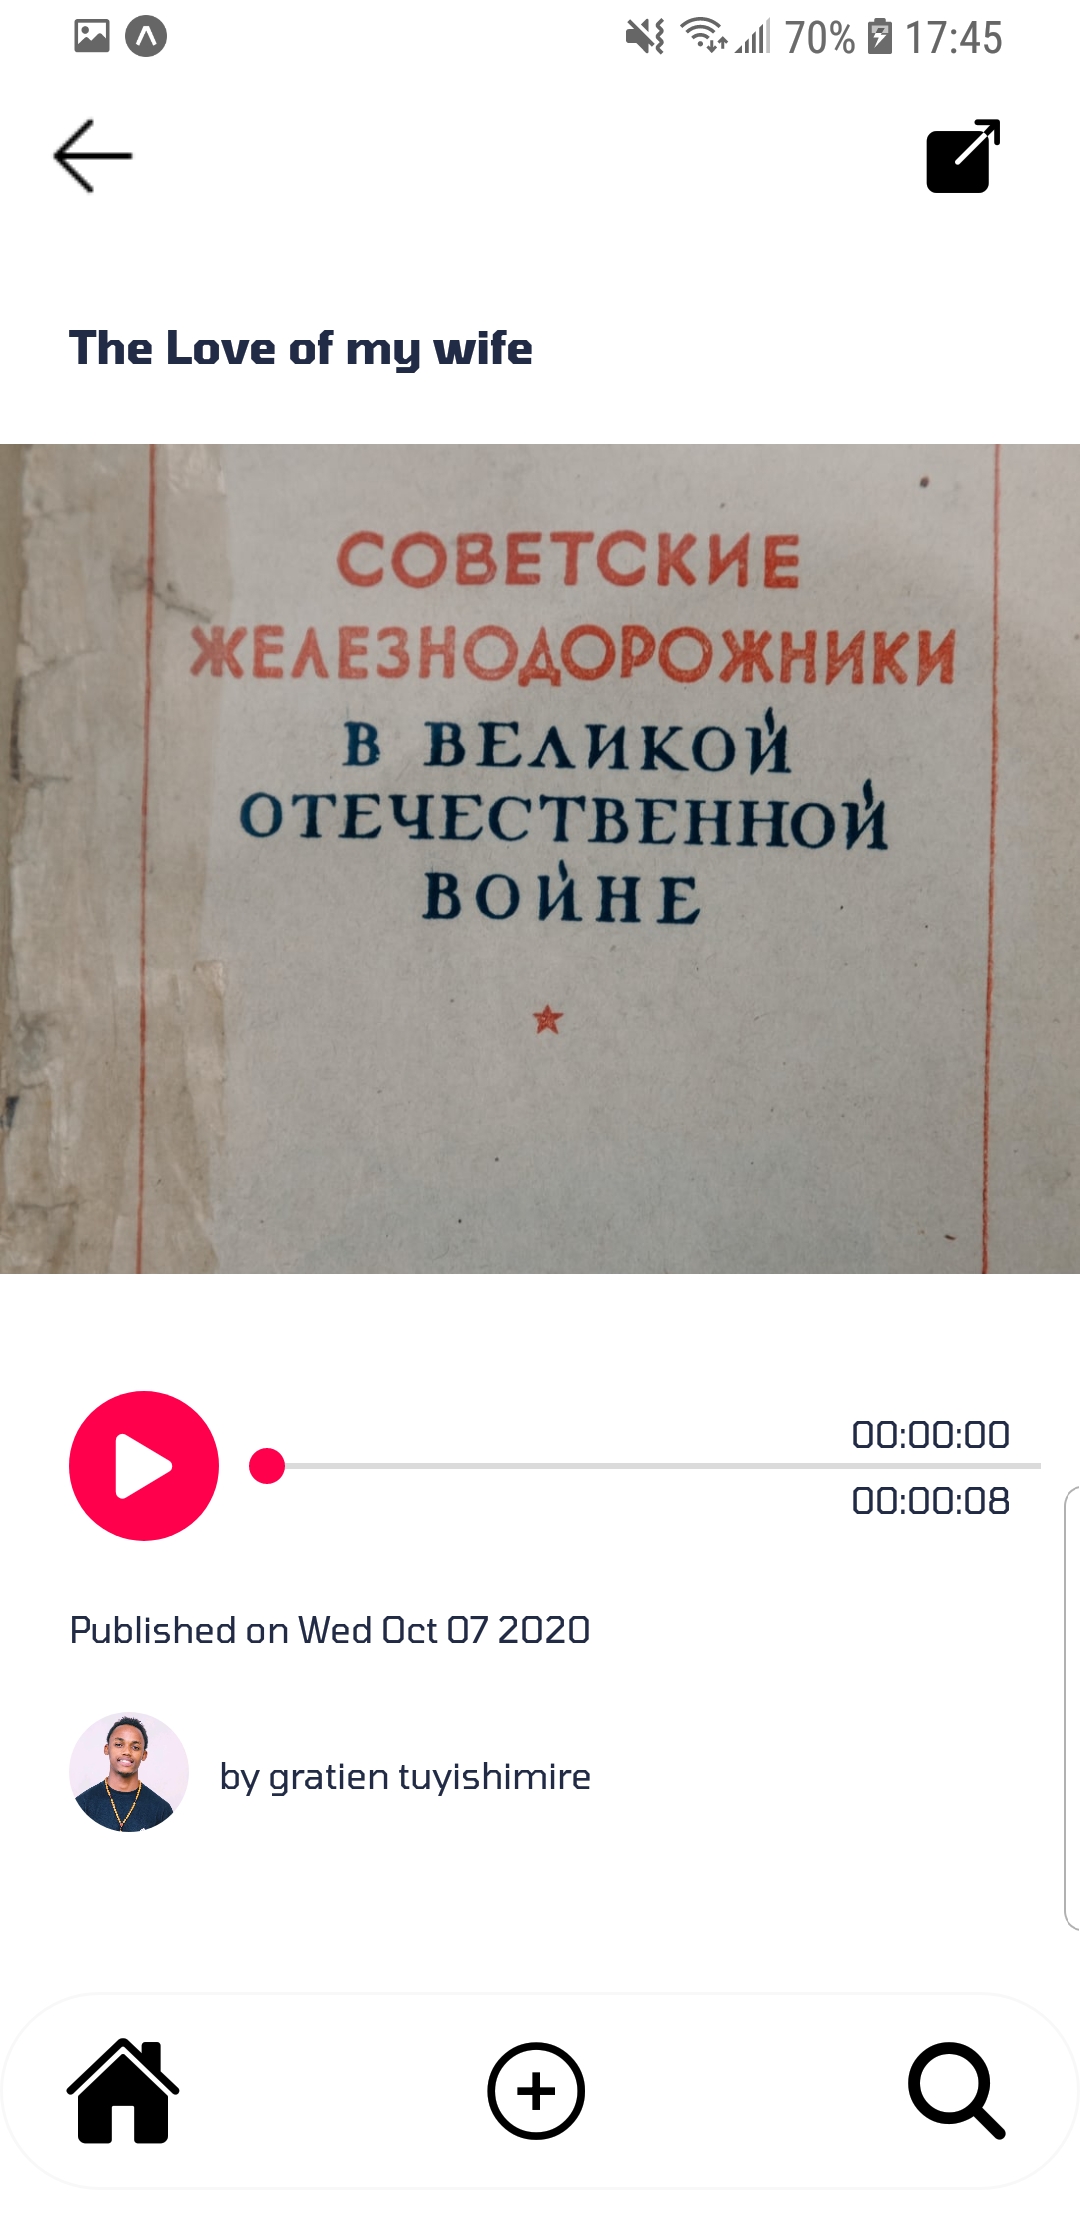 70% 17:45
The Love of my wife
СОВЕТСКИЕ
ЖЕЛЕЗНОДОРОЖНИКИ
В ВЕЛИКОЙ
ОТЕЧЕСТВЕННОЙ
ВОЙНЕ
00:00:00
00:00:08
Published on Wed Oct 07 2020
by gratien tuyishimire